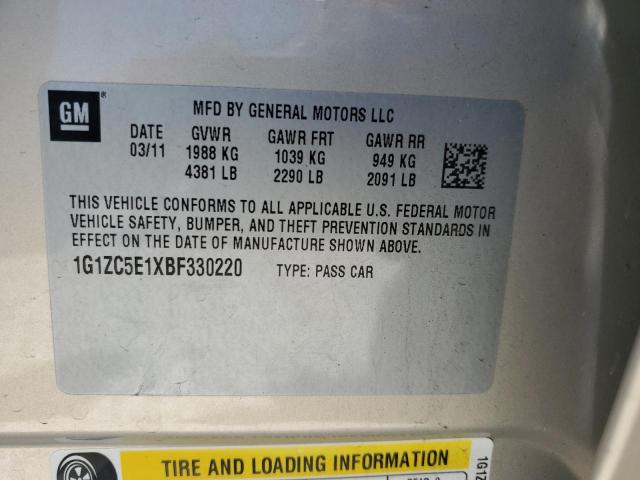 GM
MFD BY GENERAL MOTORS LLC
DATE GVWR GAWR FRT GAWR RR
03/11 1988 KG 1039 KG 949 KG
4381 LB 2290 LB 2091 LB
THIS VEHICLE CONFORMS TO ALL APPLICABLE U.S. FEDERAL MOTOR
VEHICLE SAFETY, BUMPER, AND THEFT PREVENTION STANDARDS IN
EFFECT ON THE DATE OF MANUFACTURE SHOWN ABOVE.
1G1ZC5E1XBF330220 TYPE: PASS CAR
TIRE AND LOADING INFORMATION
1G1Z